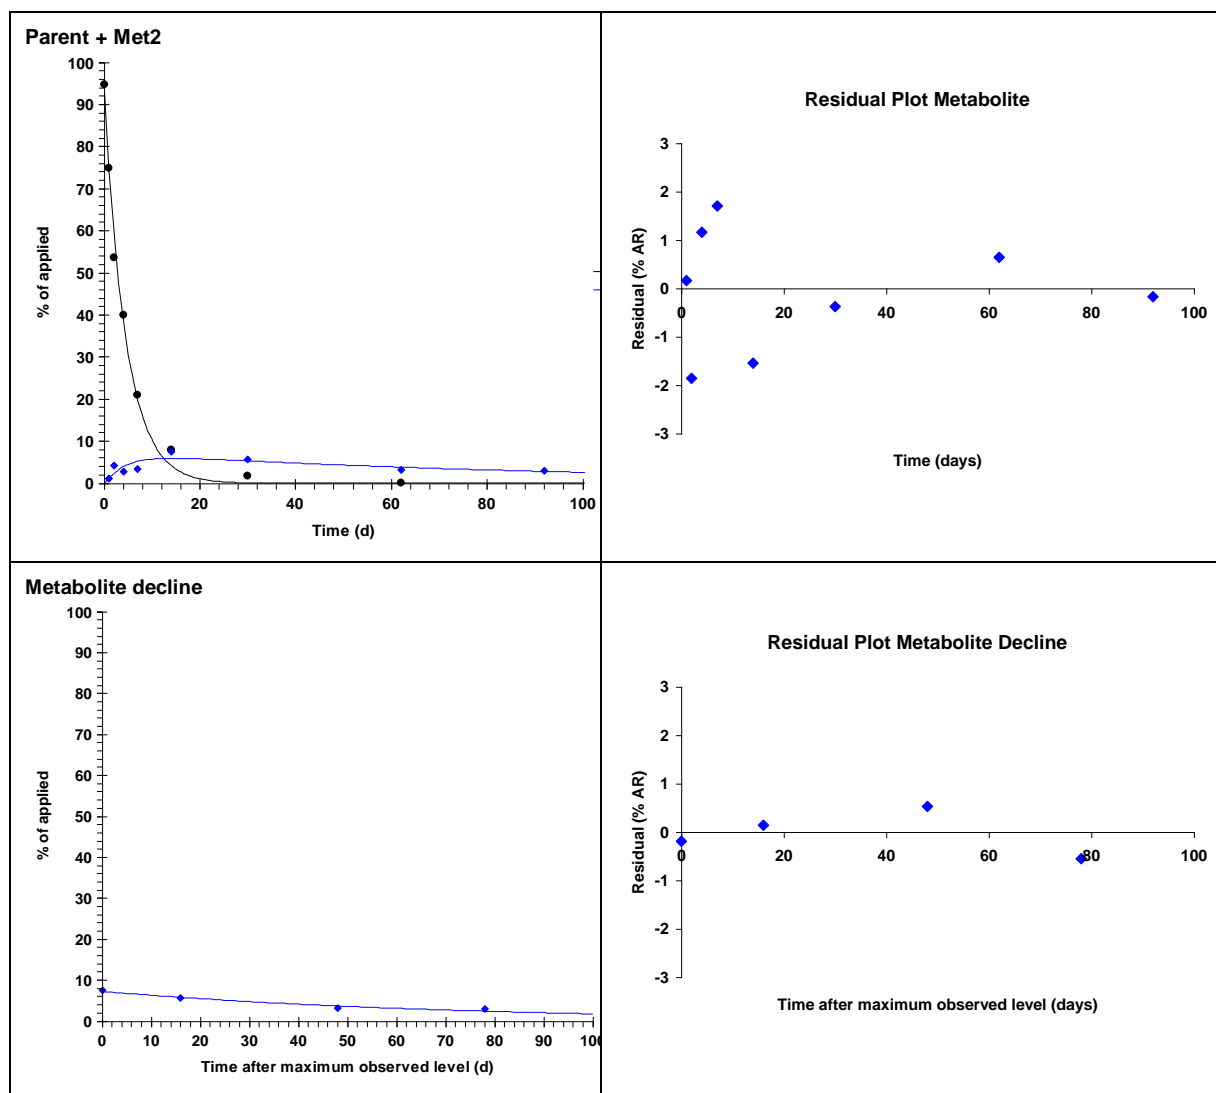 Parent + Met2
100
90
80
70
60
50
40
30
20
10
0
% of applied
0 20 40 60 80 100
Time (d)
Residual Plot Metabolite
3
2
1
0
-1
-2
-3
Residual (% AR)
0 20 40 60 80 100
Time (days)
Metabolite decline
100
90
80
70
60
50
40
30
20
10
0
% of applied
0 10 20 30 40 50 60 70 80 90 100
Time after maximum observed level (d)
Residual Plot Metabolite Decline
3
2
1
0
-1
-2
-3
Residual (% AR)
0 20 40 60 80 100
Time after maximum observed level (days)